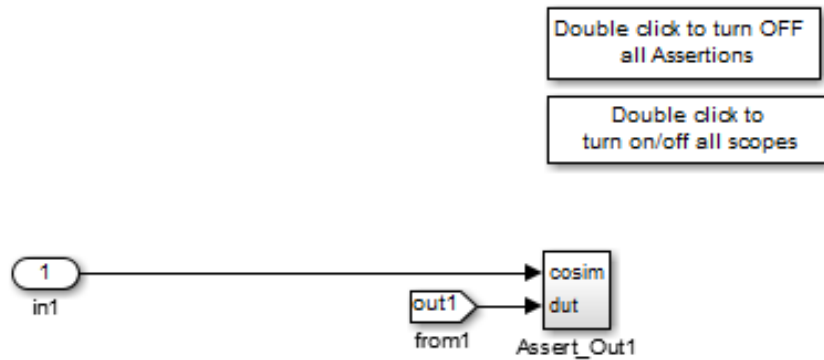 Double click to turn OFF
all Assertions
Double click to
turn on/off all scopes
1
in1
out1
from1
cosim
dut
Assert_Out1